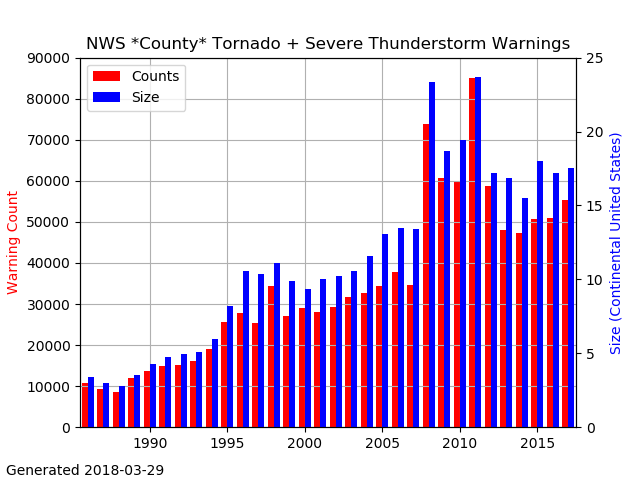 NWS *County* Tornado + Severe Thunderstorm Warnings
Counts
Size
90000
80000
70000
60000
50000
40000
30000
20000
10000
0
Warning Count
25
20
15
10
5
0
Size (Continental United States)
1990 1995 2000 2005 2010 2015
Generated 2018-03-29